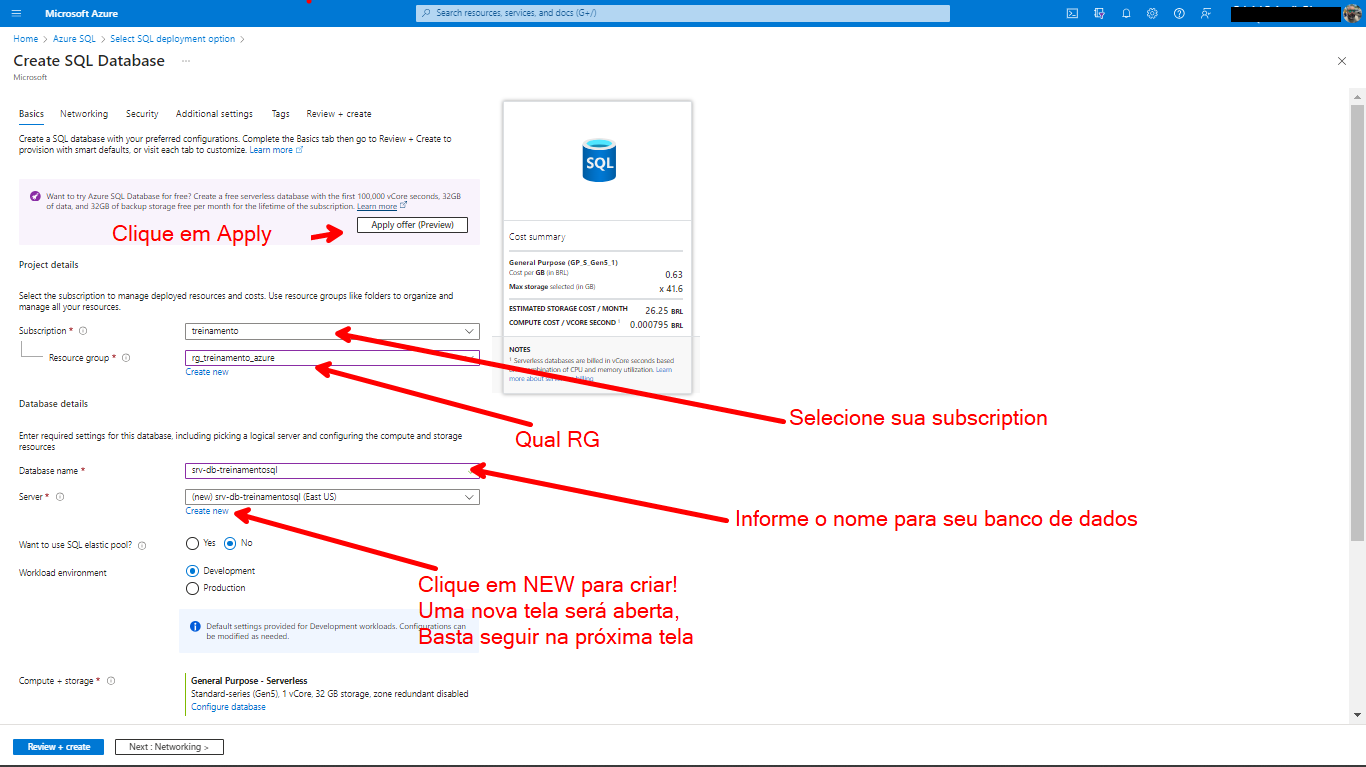 Microsoft Azure
Search resources, services, and docs (G+/)
Home > Azure SQL > Select SQL deployment option >
Create SQL Database ...
Microsoft
Basics Networking Security Additional settings Tags Review + create
Create a SQL database with your preferred configurations. Complete the Basics tab then go to Review + Create to
provision with smart defaults, or visit each tab to customize. Learn more
Want to try Azure SQL Database for free? Create a free serverless database with the first 100,000 vCore seconds, 32GB
of data, and 32GB of backup storage free per month for the lifetime of the subscription. Learn more
Apply offer (Preview)
Clique em Apply
Project details
Select the subscription to manage deployed resources and costs. Use resource groups like folders to organize and
manage all your resources.
Subscription *
treinamento
Resource group *
rg_treinamento_azure
Create new
SQL
Cost summary
General Purpose (GP_S_Gen5_1)
Cost per GB (in BRL) 0.63
Max storage selected (in GB) x 41.6
ESTIMATED STORAGE COST / MONTH 26.25 BRL
COMPUTE COST / VCORE SECOND 1 0.000795 BRL
NOTES
1 Serverless databases are billed in vCore seconds based
combination of CPU and memory utilization. Learn
more about billing
Selecione sua subscription
Qual RG
Database details
Enter required settings for this database, including picking a logical server and configuring the compute and storage
resources
Database name *
srv-db-treinamentosql
Server *
(new) srv-db-treinamentosql (East US)
Create new
Informe o nome para seu banco de dados
Want to use SQL elastic pool?
Yes No
Workload environment
Development
Production
Clique em NEW para criar!
Uma nova tela será aberta,
Basta seguir na próxima tela
Default settings provided for Development workloads. Configurations can
be modified as needed.
Compute + storage *
General Purpose - Serverless
Standard-series (Gen5), 1 vCore, 32 GB storage, zone redundant disabled
Configure database
Review + create
Next : Networking >